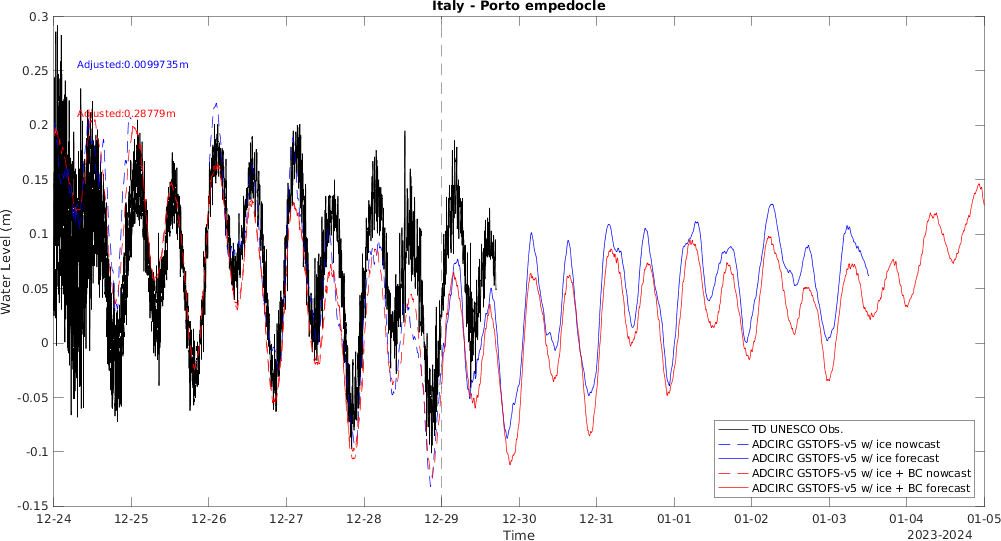 Italy - Porto empedocle
0.3
0.25
0.2
0.15
0.1
0.05
0
-0.05
-0.1
-0.15
Water Level (m)
Adjusted:0.0099735m
Adjusted:0.28779m
TD UNESCO Obs.
ADCIRC GSTOFS-v5 w/ ice nowcast
ADCIRC GSTOFS-v5 w/ ice forecast
ADCIRC GSTOFS-v5 w/ ice + BC nowcast
ADCIRC GSTOFS-v5 w/ ice + BC forecast
12-24 12-25 12-26 12-27 12-28 12-29 12-30 12-31 01-01 01-02 01-03 01-04 01-05
Time
2023-2024